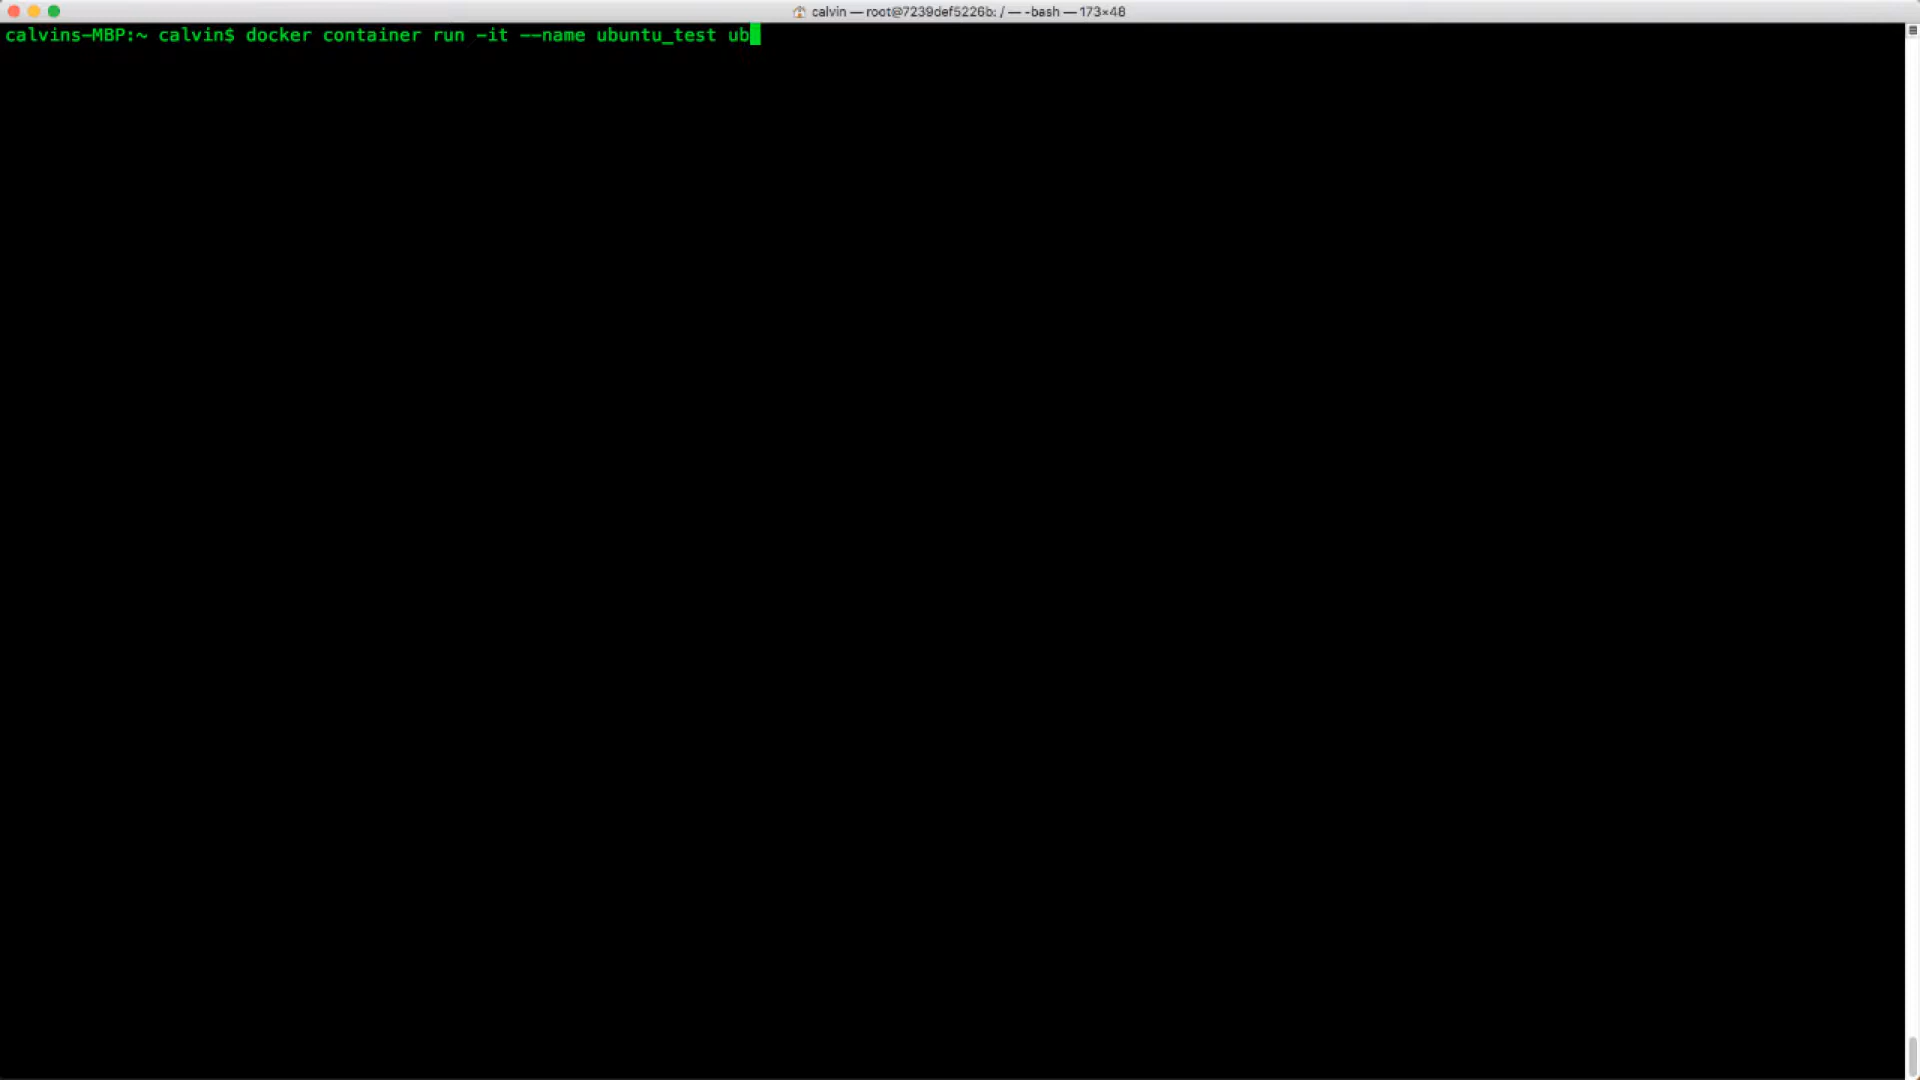 calvin — root@7239def5226b: / — -bash — 173×48
calvins-MBP:~ calvin$ docker container run -it --name ubuntu_test ub